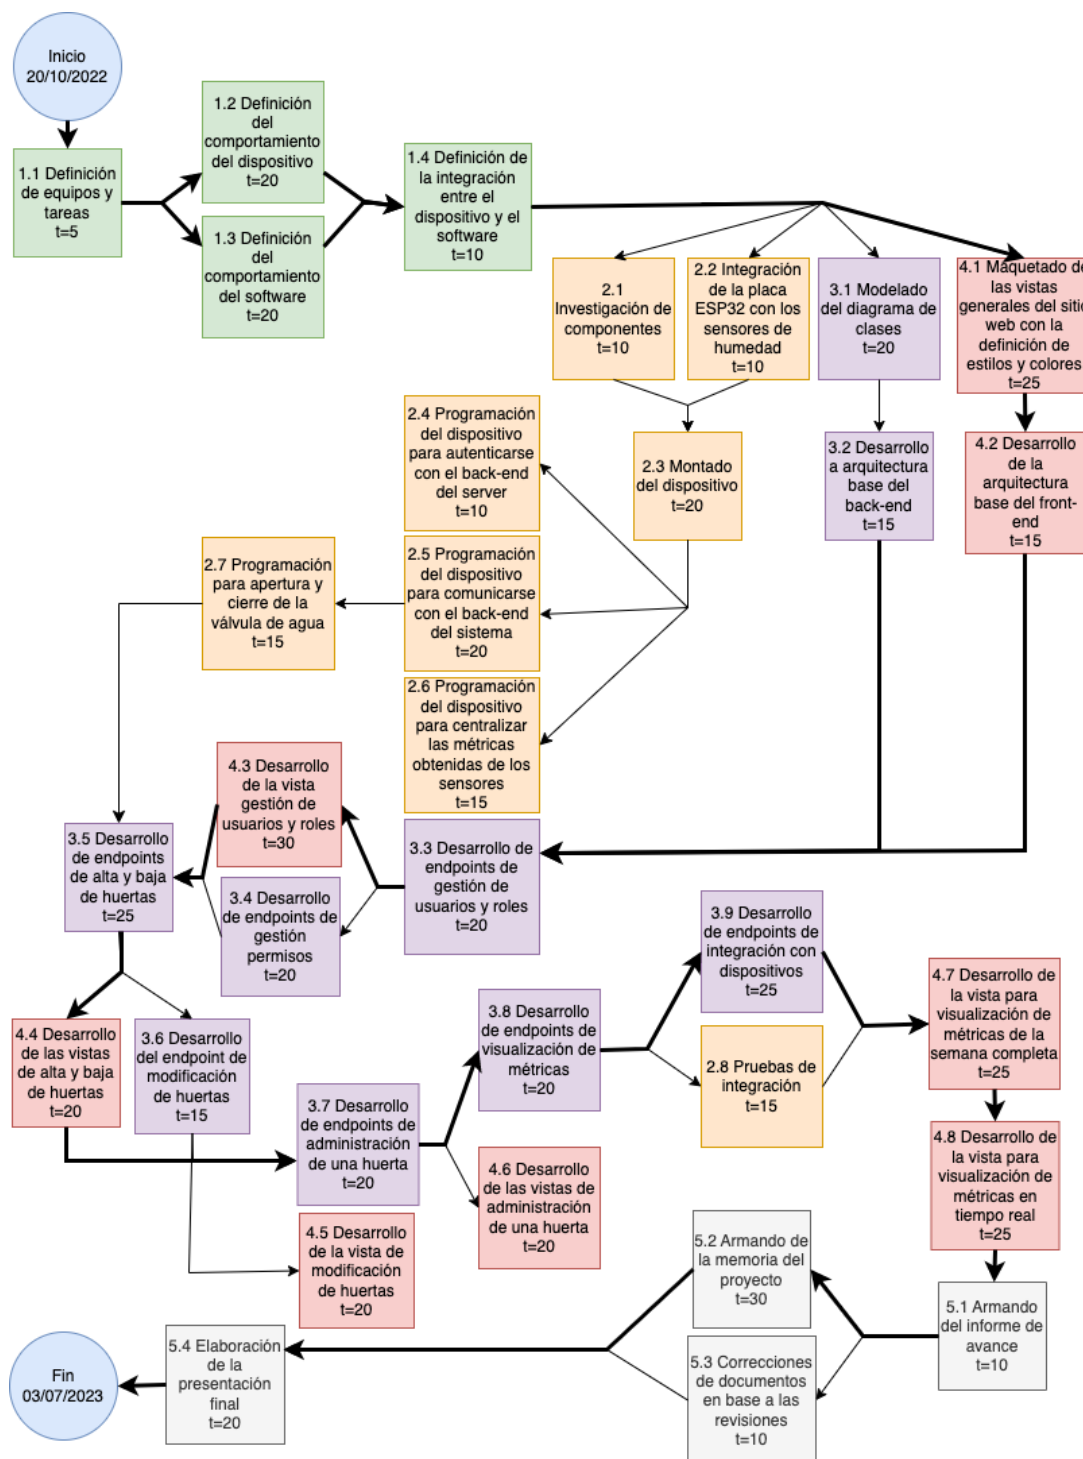 Inicio
20/10/2022
1.1 Definición
de equipos y
tareas
t=5
1.2 Definición
del
comportamiento
del dispositivo
t=20
1.3 Definición
del
comportamiento
del software
t=20
1.4 Definición de
la integración
entre el
dispositivo y el
software
t=10
2.1
Investigación de
componentes
t=10
2.2 Integración
de la placa
ESP32 con los
sensores de
humedad
t=10
3.1 Modelado
del diagrama de
clases
t=20
4.1 Maquetado de
las vistas
generales del sitio
web con la
definición de
estilos y colores
t=25
2.3 Montado
del dispositivo
t=20
3.2 Desarrollo
a arquitectura
base del
back-end
t=15
4.2 Desarrollo
de la
arquitectura
base del front-
end
t=15
2.4 Programación
del dispositivo
para autenticarse
con el back-end
del server
t=10
2.5 Programación
del dispositivo
para comunicarse
con el back-end
del sistema
t=20
2.6 Programación
del dispositivo
para centralizar
las métricas
obtenidas de los
sensores
t=15
2.7 Programación
para apertura y
cierre de la
válvula de agua
t=15
4.3 Desarrollo
de la vista
gestión de
usuarios y roles
t=30
3.3 Desarrollo de
endpoints de
gestión de
usuarios y roles
t=20
3.4 Desarrollo
de endpoints de
gestión
permisos
t=20
3.5 Desarrollo
de endpoints
de alta y baja
de huertas
t=25
4.4 Desarrollo
de las vistas
de alta y baja
de huertas
t=20
3.6 Desarrollo
del endpoint de
modificación
de huertas
t=15
3.7 Desarrollo
de endpoints de
administración
de una huerta
t=20
3.8 Desarrollo
de endpoints de
visualización de
métricas
t=20
3.9 Desarrollo
de endpoints de
integración con
dispositivos
t=25
2.8 Pruebas de
integración
t=15
4.7 Desarrollo de
la vista para
visualización de
métricas de la
semana completa
t=25
4.6 Desarrollo
de las vistas de
administración
de una huerta
t=20
4.5 Desarrollo
de la vista de
modificación
de huertas
t=20
4.8 Desarrollo de
la vista para
visualización de
métricas en
tiempo real
t=25
5.1 Armando
del informe de
avance
t=10
5.2 Armando de
la memoria del
proyecto
t=30
5.3 Correcciones
de documentos
en base a las
revisiones
t=10
5.4 Elaboración
de la
presentación
final
t=20
Fin
03/07/2023